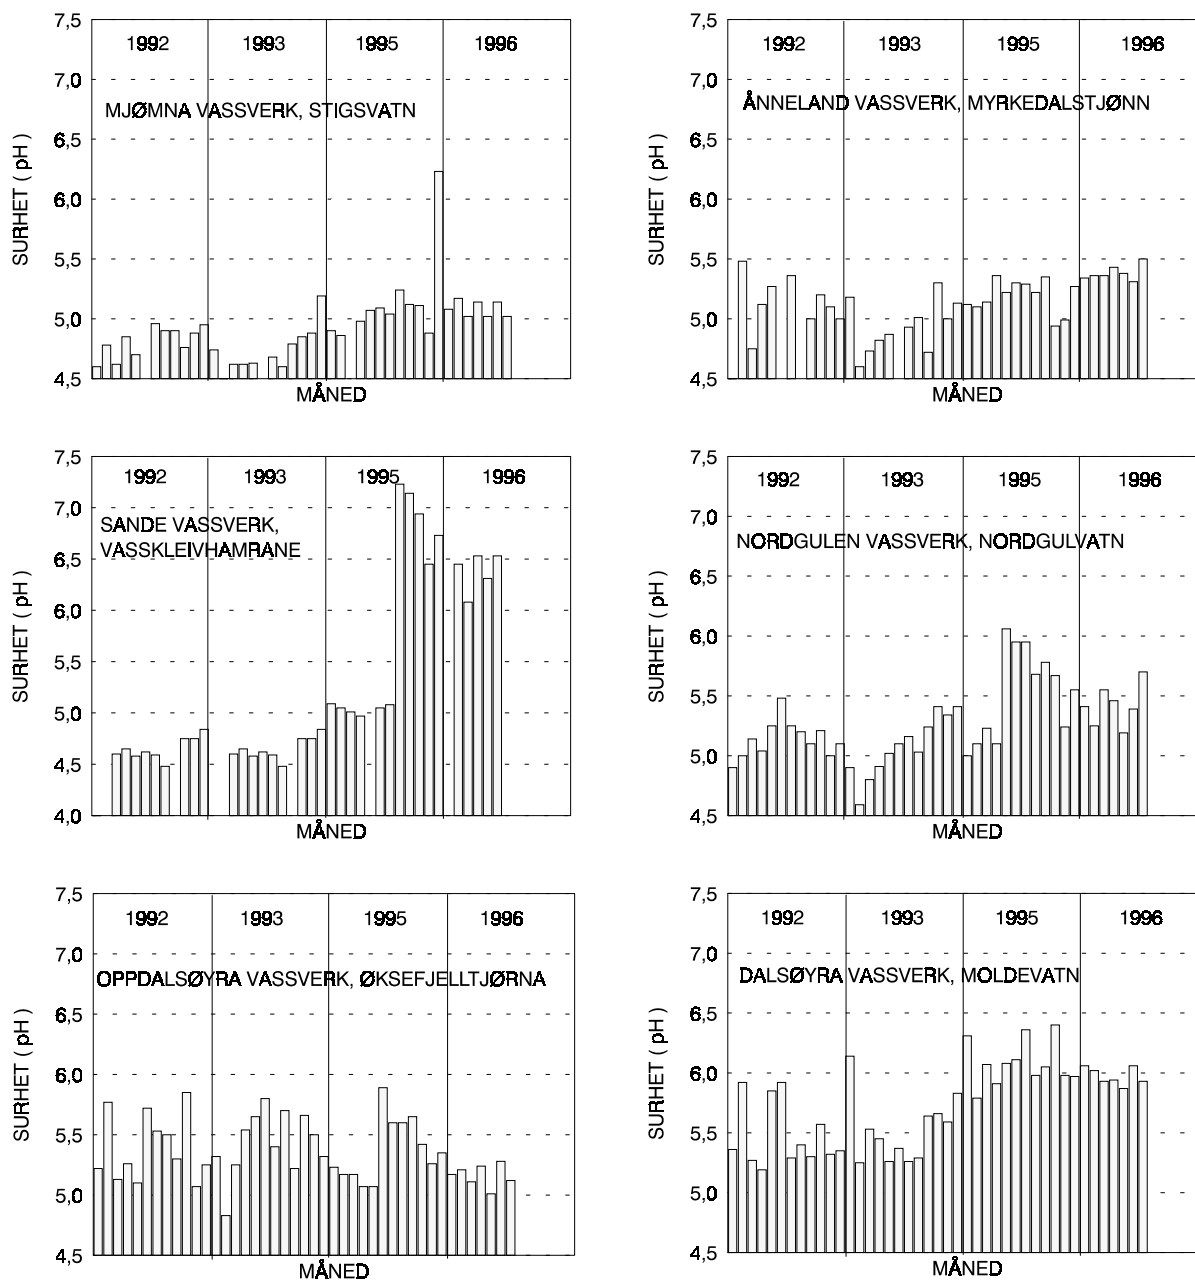 7,5
1992 1993 1995 1996
7,0
MJØMNA VASSVERK, STIGSVATN
6,5
6,0
5,5
5,0
4,5
SURHET ( pH )
MÅNED
7,5
1992 1993 1995 1996
7,0
ÅNNELAND VASSVERK, MYRKEDALSTJØNN
6,5
6,0
5,5
5,0
4,5
SURHET ( pH )
MÅNED
7,5
1992 1993 1995 1996
7,0
SANDE VASSVERK,
VASSKLEIVHAMRANE
6,5
6,0
5,5
5,0
4,5
4,0
SURHET ( pH )
MÅNED
7,5
1992 1993 1995 1996
7,0
NORDGULEN VASSVERK, NORDGULVATN
6,5
6,0
5,5
5,0
4,5
SURHET ( pH )
MÅNED
7,5
1992 1993 1995 1996
7,0
OPPDALSØYRA VASSVERK, ØKSEFJELLTJØRNA
6,5
6,0
5,5
5,0
4,5
SURHET ( pH )
MÅNED
7,5
1992 1993 1995 1996
7,0
DALSØYRA VASSVERK, MOLDEVATN
6,5
6,0
5,5
5,0
4,5
SURHET ( pH )
MÅNED